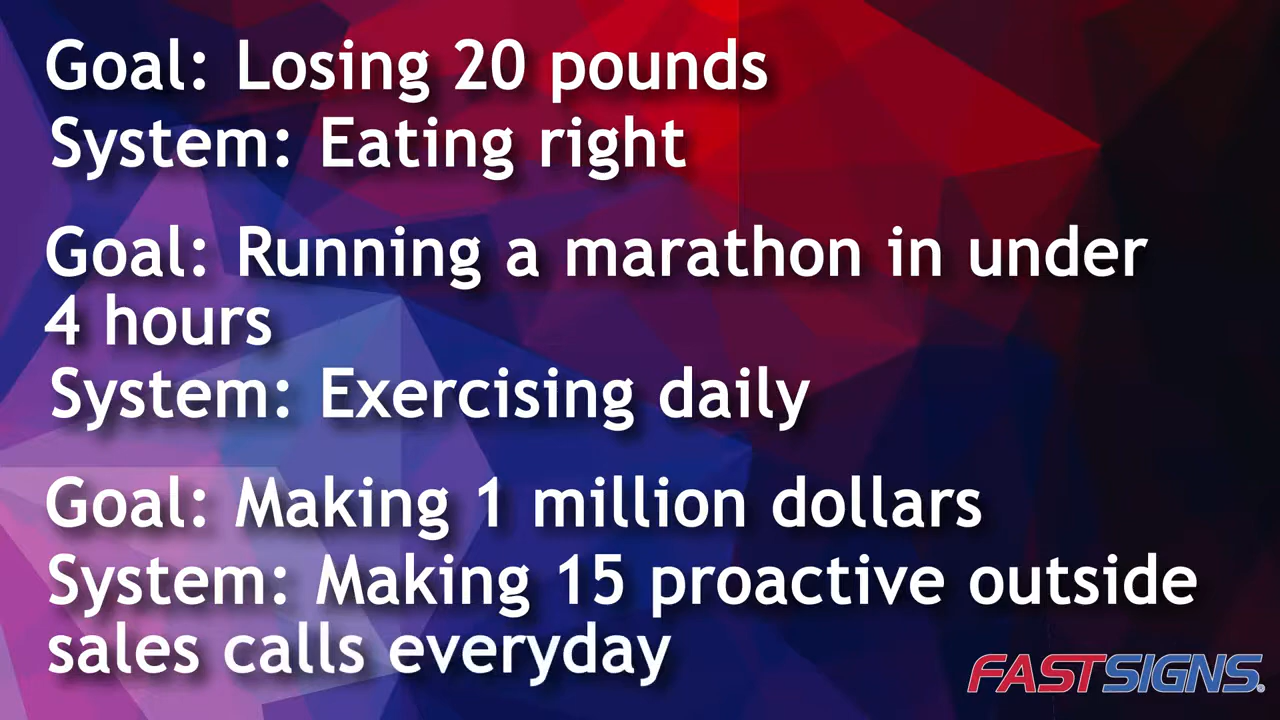 Goal: Losing 20 pounds
System: Eating right
Goal: Running a marathon in under
4 hours
System: Exercising daily
Goal: Making 1 million dollars
System: Making 15 proactive outside
sales calls everyday
FASTSIGNS®